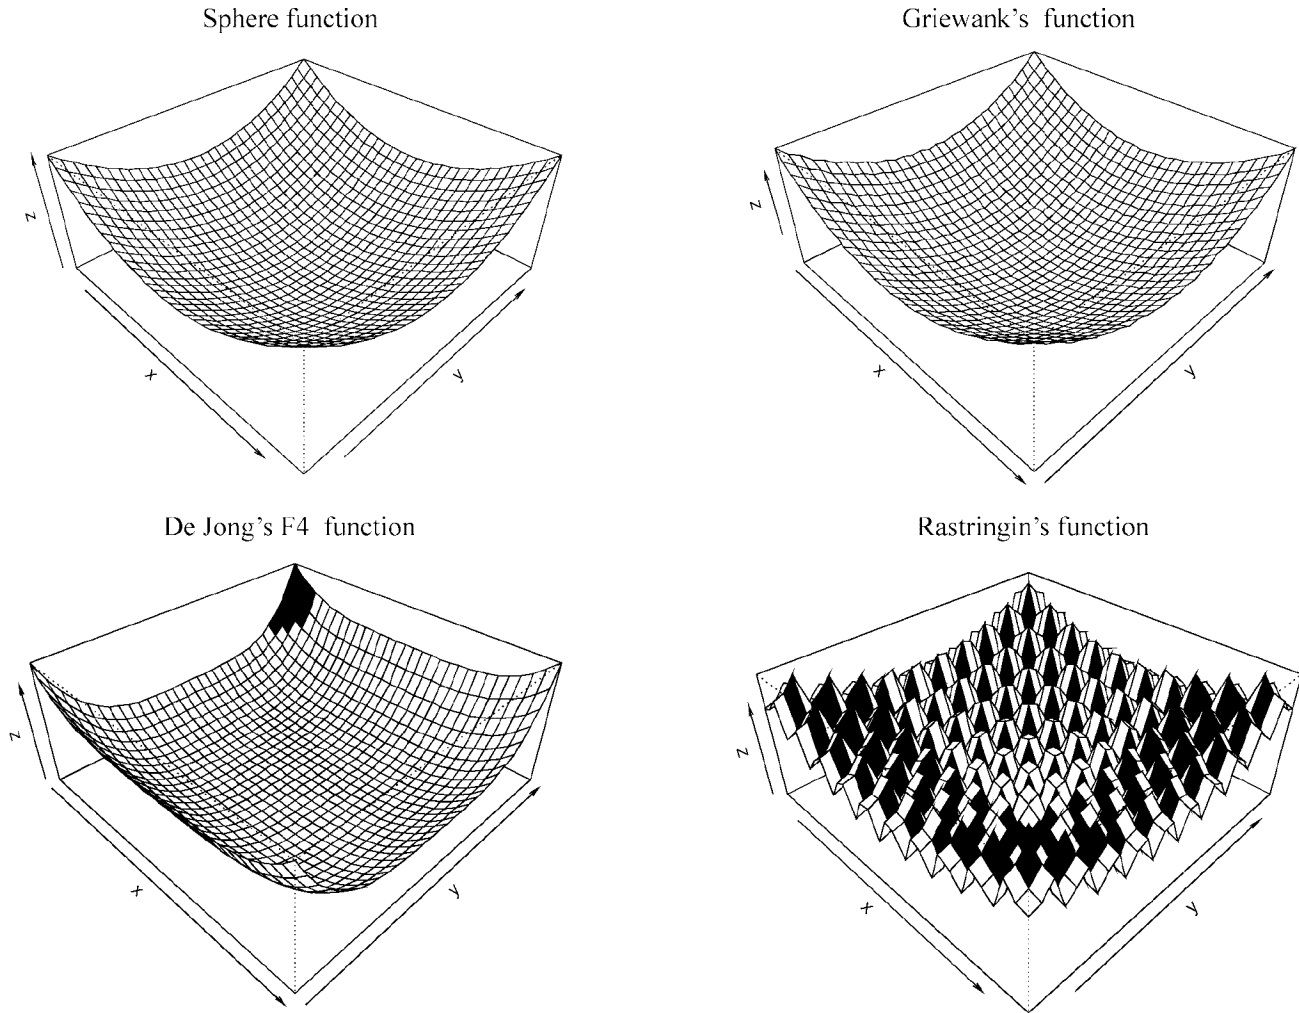 Sphere function
Griewank's function
z
x
y
z
x
y
De Jong's F4 function
Rastringin's function
z
x
y
z
x
y